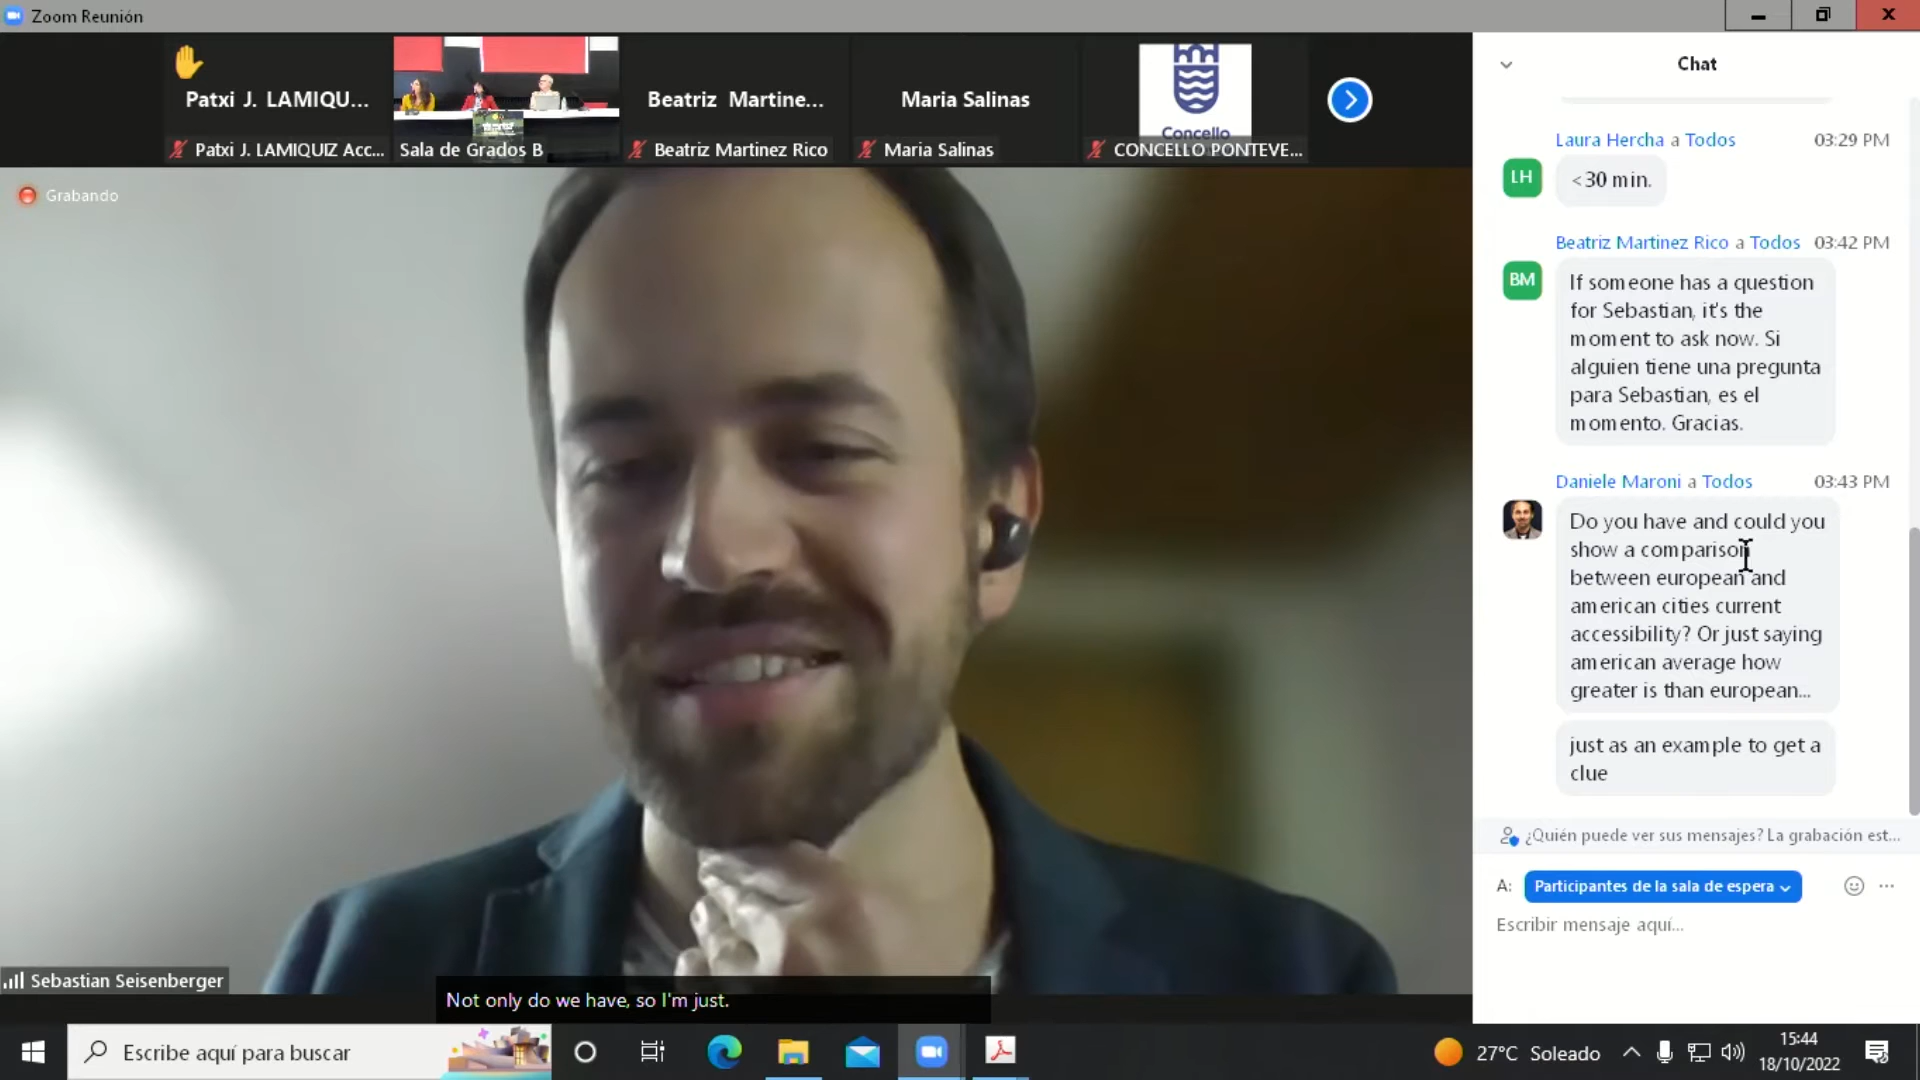 Zoom Reunión
Patxi J. LAMIQU...
Patxi J. LAMIQUIZ Acc...
Sala de Grados B
Beatriz Martine...
Beatriz Martinez Rico
Maria Salinas
Maria Salinas
Concello
CONCELLO PONTEVE...
Grabando
Sebastian Seisenberger
Not only do we have, so I'm just.
Chat
Laura Hercha a Todos 03:29 PM
LH
<30 min.
Beatriz Martinez Rico a Todos 03:42 PM
BM
If someone has a question
for Sebastian, it's the
moment to ask now. Si
alguien tiene una pregunta
para Sebastian, es el
momento. Gracias.
Daniele Maroni a Todos 03:43 PM
Do you have and could you
show a comparison
between european and
american cities current
accessibility? Or just saying
american average how
greater is than european...
just as an example to get a
clue
¿Quién puede ver sus mensajes? La grabación est...
A: Participantes de la sala de espera
Escribir mensaje aquí...
Escribe aquí para buscar
27°C Soleado
15:44
18/10/2022